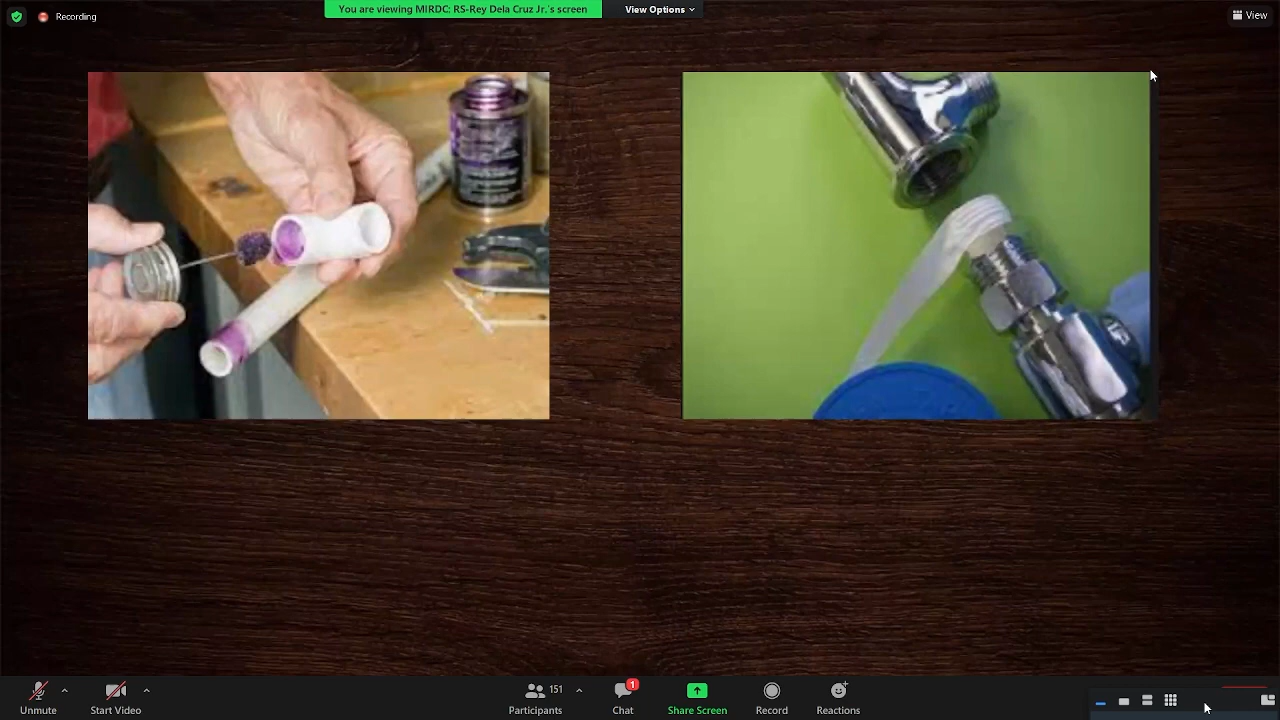 Recording
You are viewing MIRDC: RS-Rey Dela Cruz Jr.'s screen
View Options
View
Unmute
Start Video
Participants
151
Chat
1
Share Screen
Record
Reactions